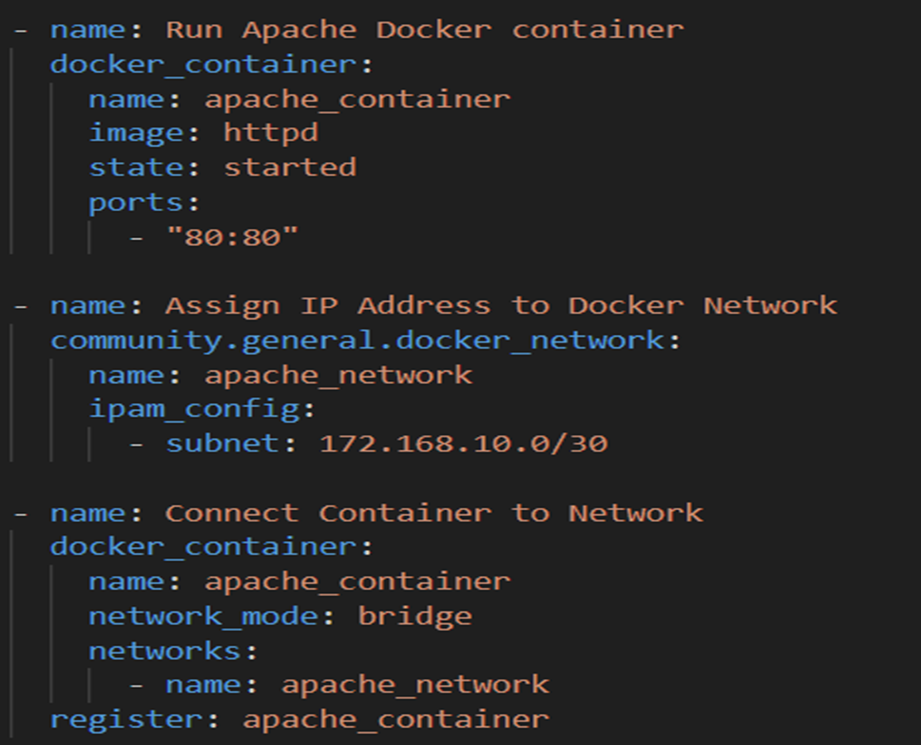 - name: Run Apache Docker container
  docker_container:
    name: apache_container
    image: httpd
    state: started
    ports:
      - "80:80"

- name: Assign IP Address to Docker Network
  community.general.docker_network:
    name: apache_network
    ipam_config:
      - subnet: 172.168.10.0/30

- name: Connect Container to Network
  docker_container:
    name: apache_container
    network_mode: bridge
    networks:
      - name: apache_network
  register: apache_container